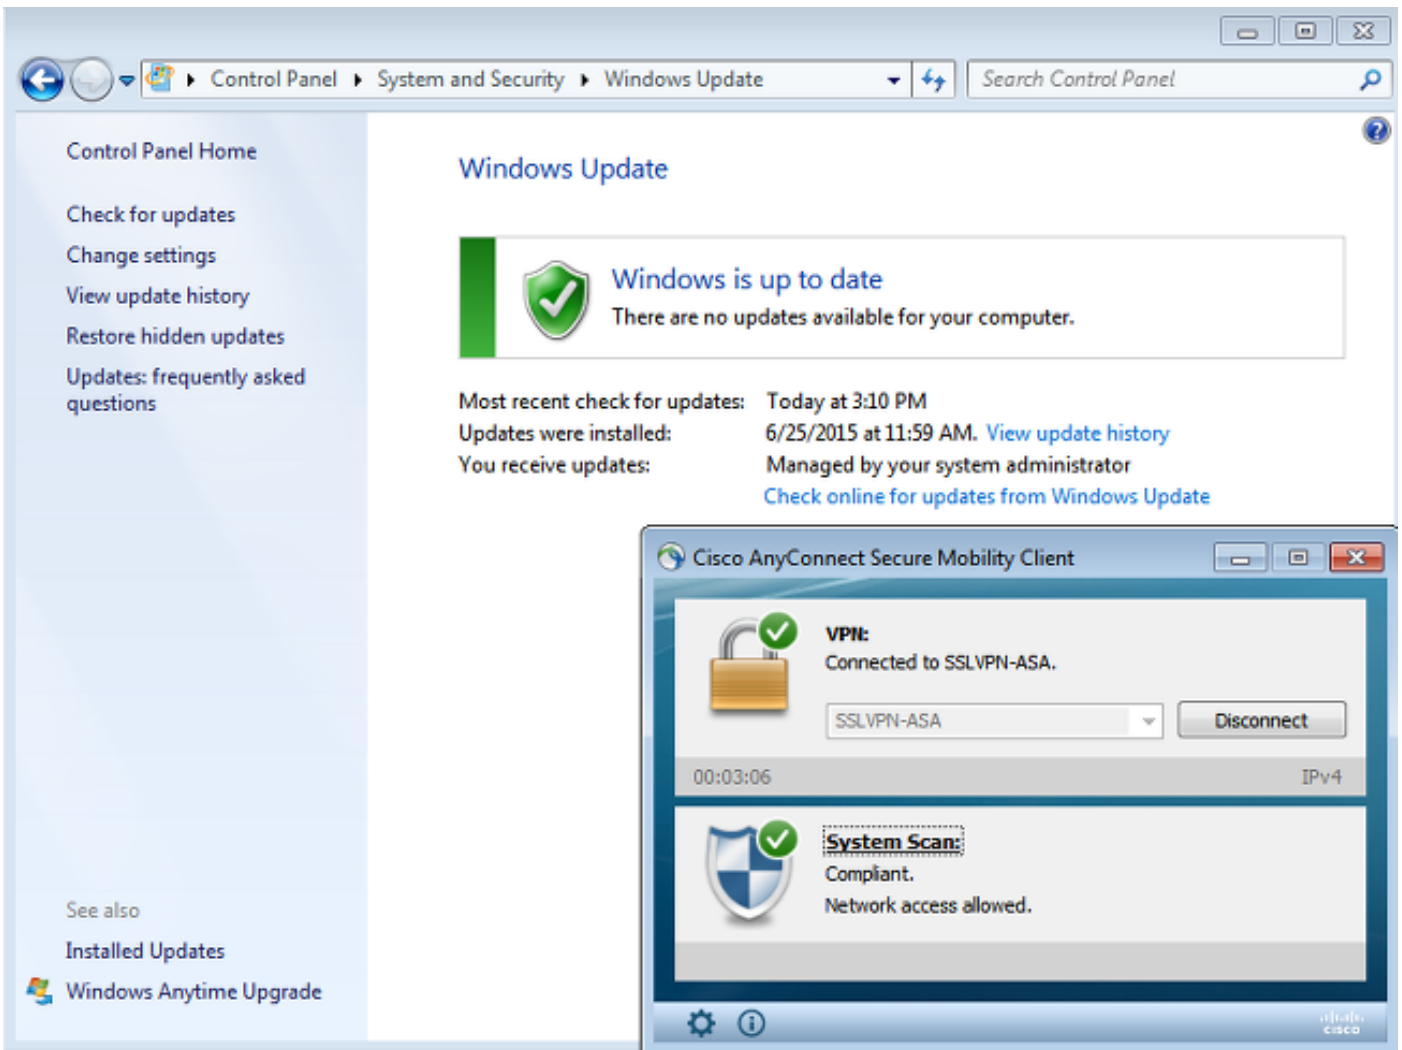 Control Panel ▸ System and Security ▸ Windows Update
Search Control Panel
Control Panel Home
Check for updates
Change settings
View update history
Restore hidden updates
Updates: frequently asked
questions
See also
Installed Updates
Windows Anytime Upgrade
Windows Update
Windows is up to date
There are no updates available for your computer.
Most recent check for updates: Today at 3:10 PM
Updates were installed: 6/25/2015 at 11:59 AM. View update history
You receive updates: Managed by your system administrator
Check online for updates from Windows Update
Cisco AnyConnect Secure Mobility Client
VPN:
Connected to SSLVPN-ASA.
SSLVPN-ASA
Disconnect
00:03:06 IPv4
System Scan:
Compliant.
Network access allowed.
cisco